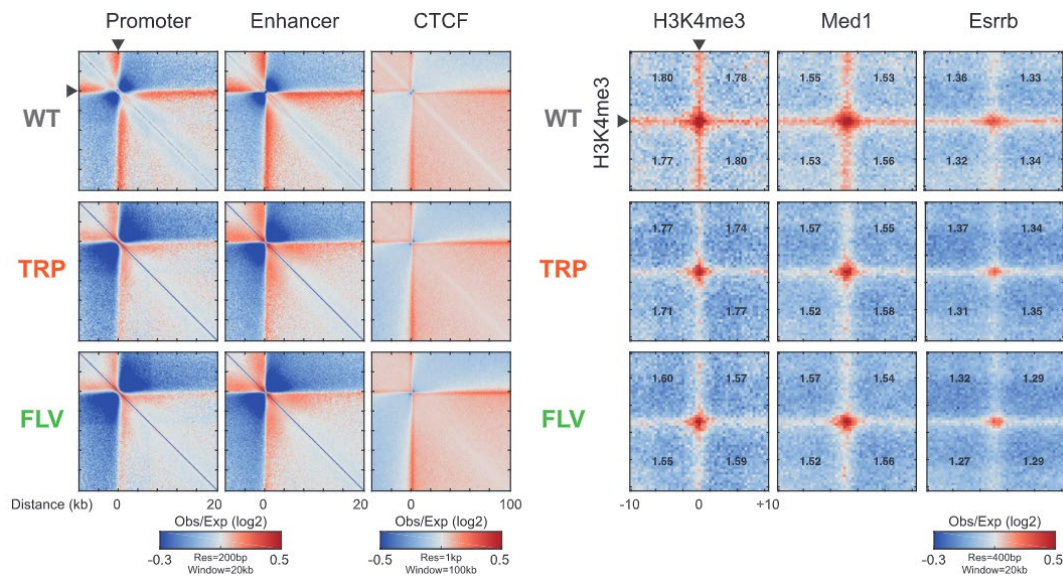 Promoter Enhancer CTCF H3K4me3 Med1 Esrrb
WT
WT
H3K4me3
1.80 1.78 1.55 1.53 1.36 1.33
1.77 1.80 1.53 1.56 1.32 1.34
TRP
TRP
1.77 1.74 1.57 1.55 1.37 1.34
1.71 1.77 1.52 1.58 1.31 1.35
FLV
FLV
1.60 1.57 1.57 1.54 1.32 1.29
1.55 1.59 1.52 1.56 1.27 1.29
Distance (kb) 0 20 0 20 0 100 -10 0 +10
Obs/Exp (log2) Obs/Exp (log2) Obs/Exp (log2)
-0.3 Res=200bp 0.5 -0.5 Res=1kp 0.5 -0.3 Res=400bp 0.5
Window=20kb Window=100kb Window=20kb